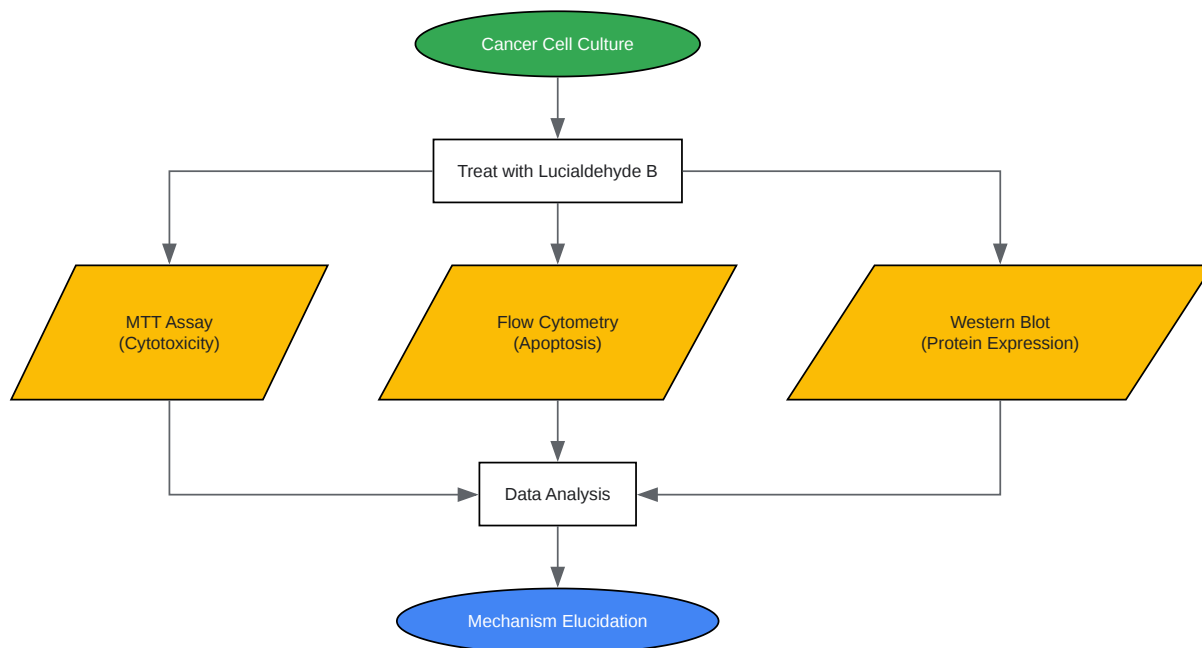 Cancer Cell Culture
Treat with Lucialdehyde B
MTT Assay
(Cytotoxicity)
Flow Cytometry
(Apoptosis)
Western Blot
(Protein Expression)
Data Analysis
Mechanism Elucidation